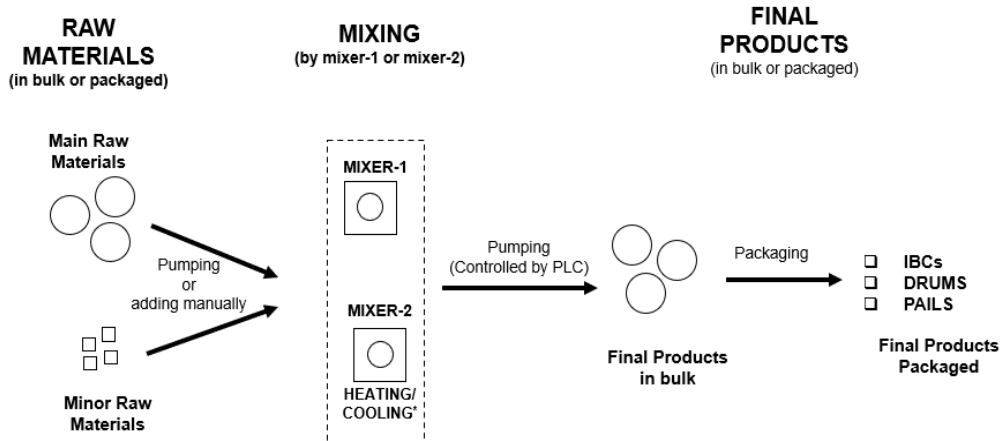 RAW
MATERIALS
(in bulk or packaged)
MIXING
(by mixer-1 or mixer-2)
FINAL
PRODUCTS
(in bulk or packaged)
Main Raw
Materials
Pumping
or
adding manually
Minor Raw
Materials
MIXER-1
MIXER-2
HEATING/
COOLING*
Pumping
(Controlled by PLC)
Final Products
in bulk
Packaging
IBCs
DRUMS
PAILS
Final Products
Packaged